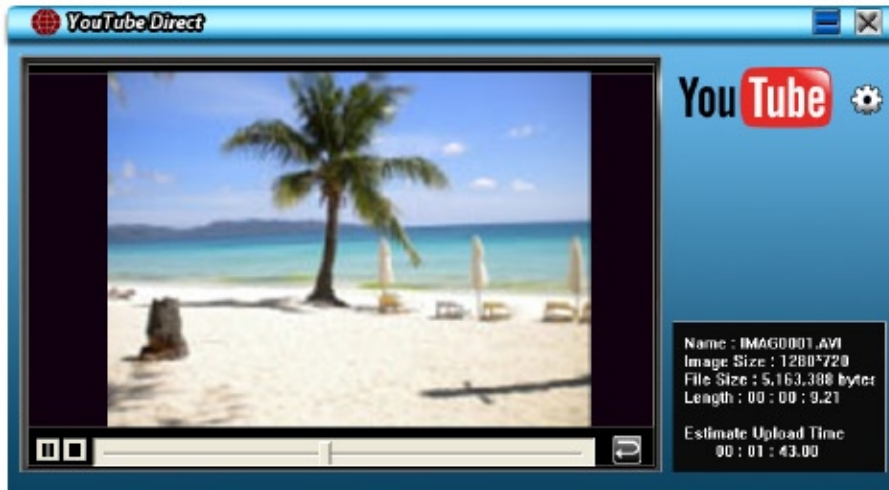 YouTube Direct
You Tube
Name : IMAG0001.AVI
Image Size : 1280*720
File Size : 5,163,388 bytes
Length : 00 : 00 : 9.21
Estimate Upload Time
00 : 01 : 43.00